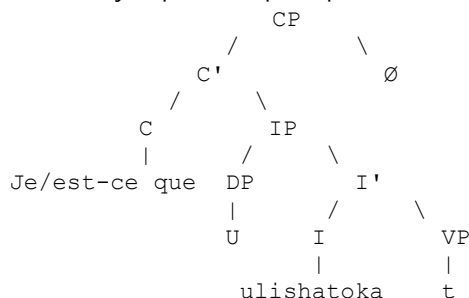 CP
C' Ø
C IP
Je/est-ce que DP I'
U I VP
ulishatoka t